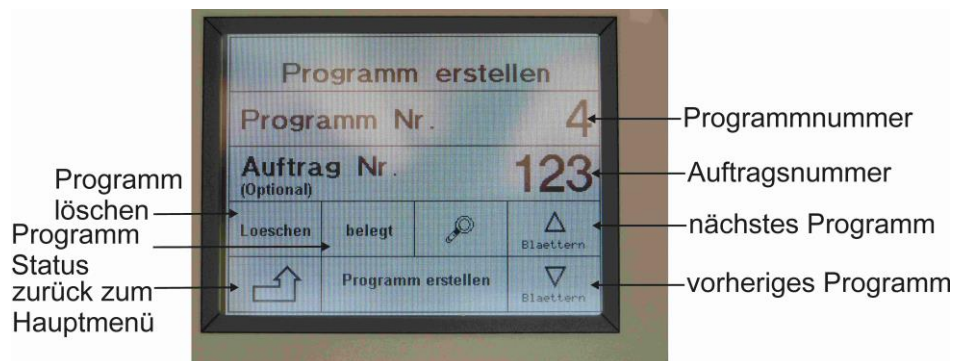 Programm erstellen
Programm Nr. 4
Programmnummer
Auftrag Nr. 123
(Optional)
Auftragsnummer
Programm
löschen
Loeschen
belegt
Blaettern
nächstes Programm
Programm
Status
zurück zum
Hauptmenü
Programm erstellen
Blaettern
vorheriges Programm